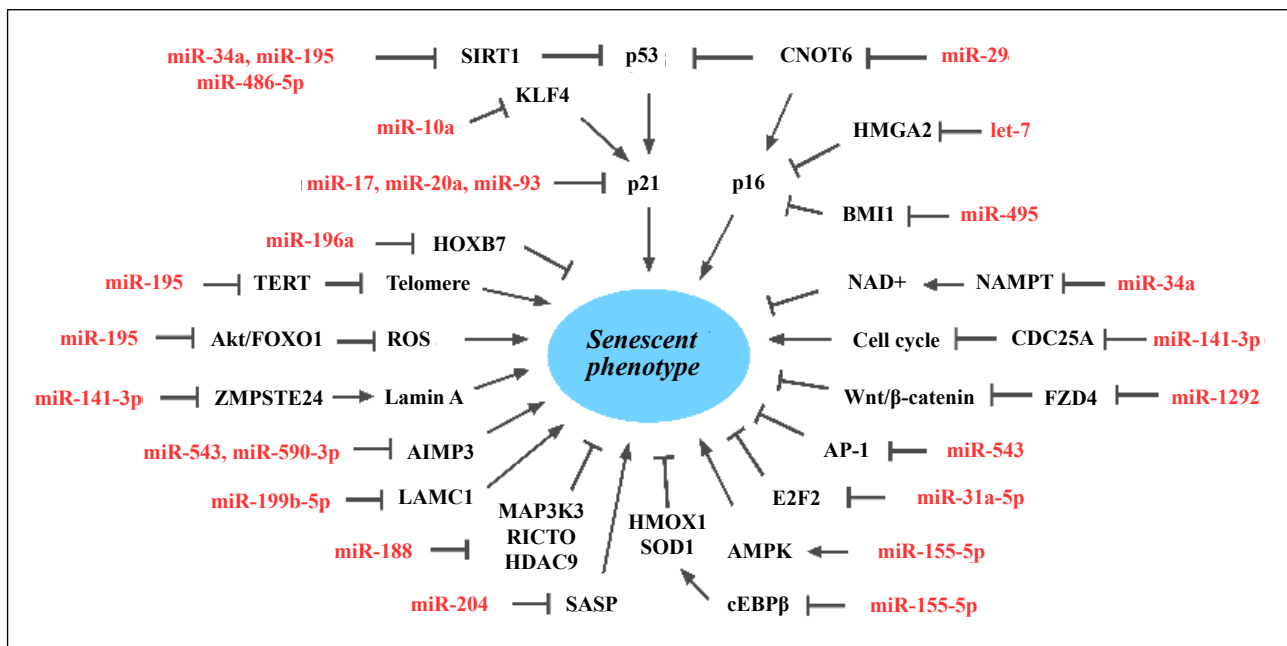 miR-34a, miR-195 SIRT1 p53 CNOT6 miR-29
miR-486-5p
KLF4
miR-10a HMGA2 let-7
miR-17, miR-20a, miR-93 p21 p16
BMI1 miR-495
miR-196a HOXB7
miR-195 TERT Telomere NAD+ NAMPT miR-34a
miR-195 Akt/FOXO1 ROS Senescent Cell cycle CDC25A miR-141-3p
phenotype
miR-141-3p ZMPSTE24 Lamin A Wnt/β-catenin FZD4 miR-1292
miR-543, miR-590-3p AIMP3 AP-1 miR-543
miR-199b-5p LAMC1 E2F2 miR-31a-5p
MAP3K3 HMOX1
RICTO SOD1 AMPK miR-155-5p
miR-188 HDAC9
miR-204 SASP cEBPβ miR-155-5p